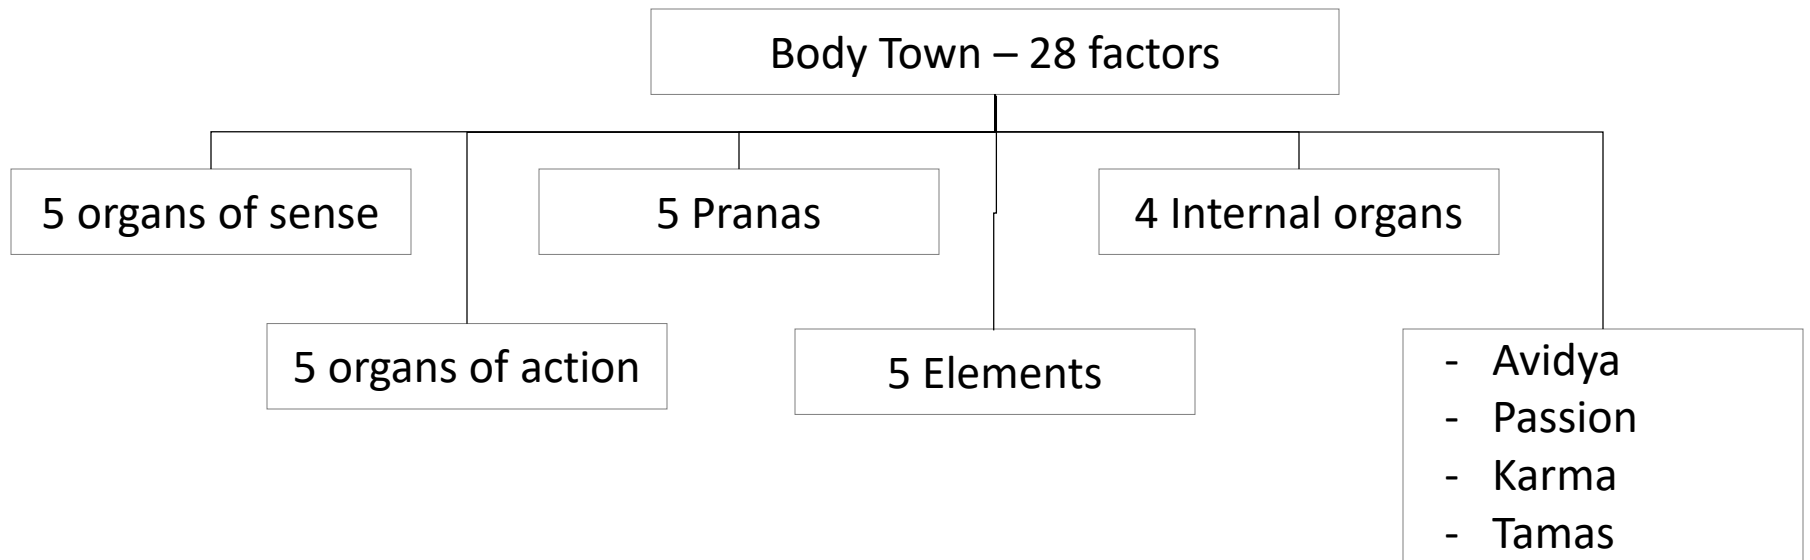 Body Town – 28 factors
5 organs of sense
5 Pranas
4 Internal organs
5 organs of action
5 Elements
- Avidya
- Passion
- Karma
- Tamas